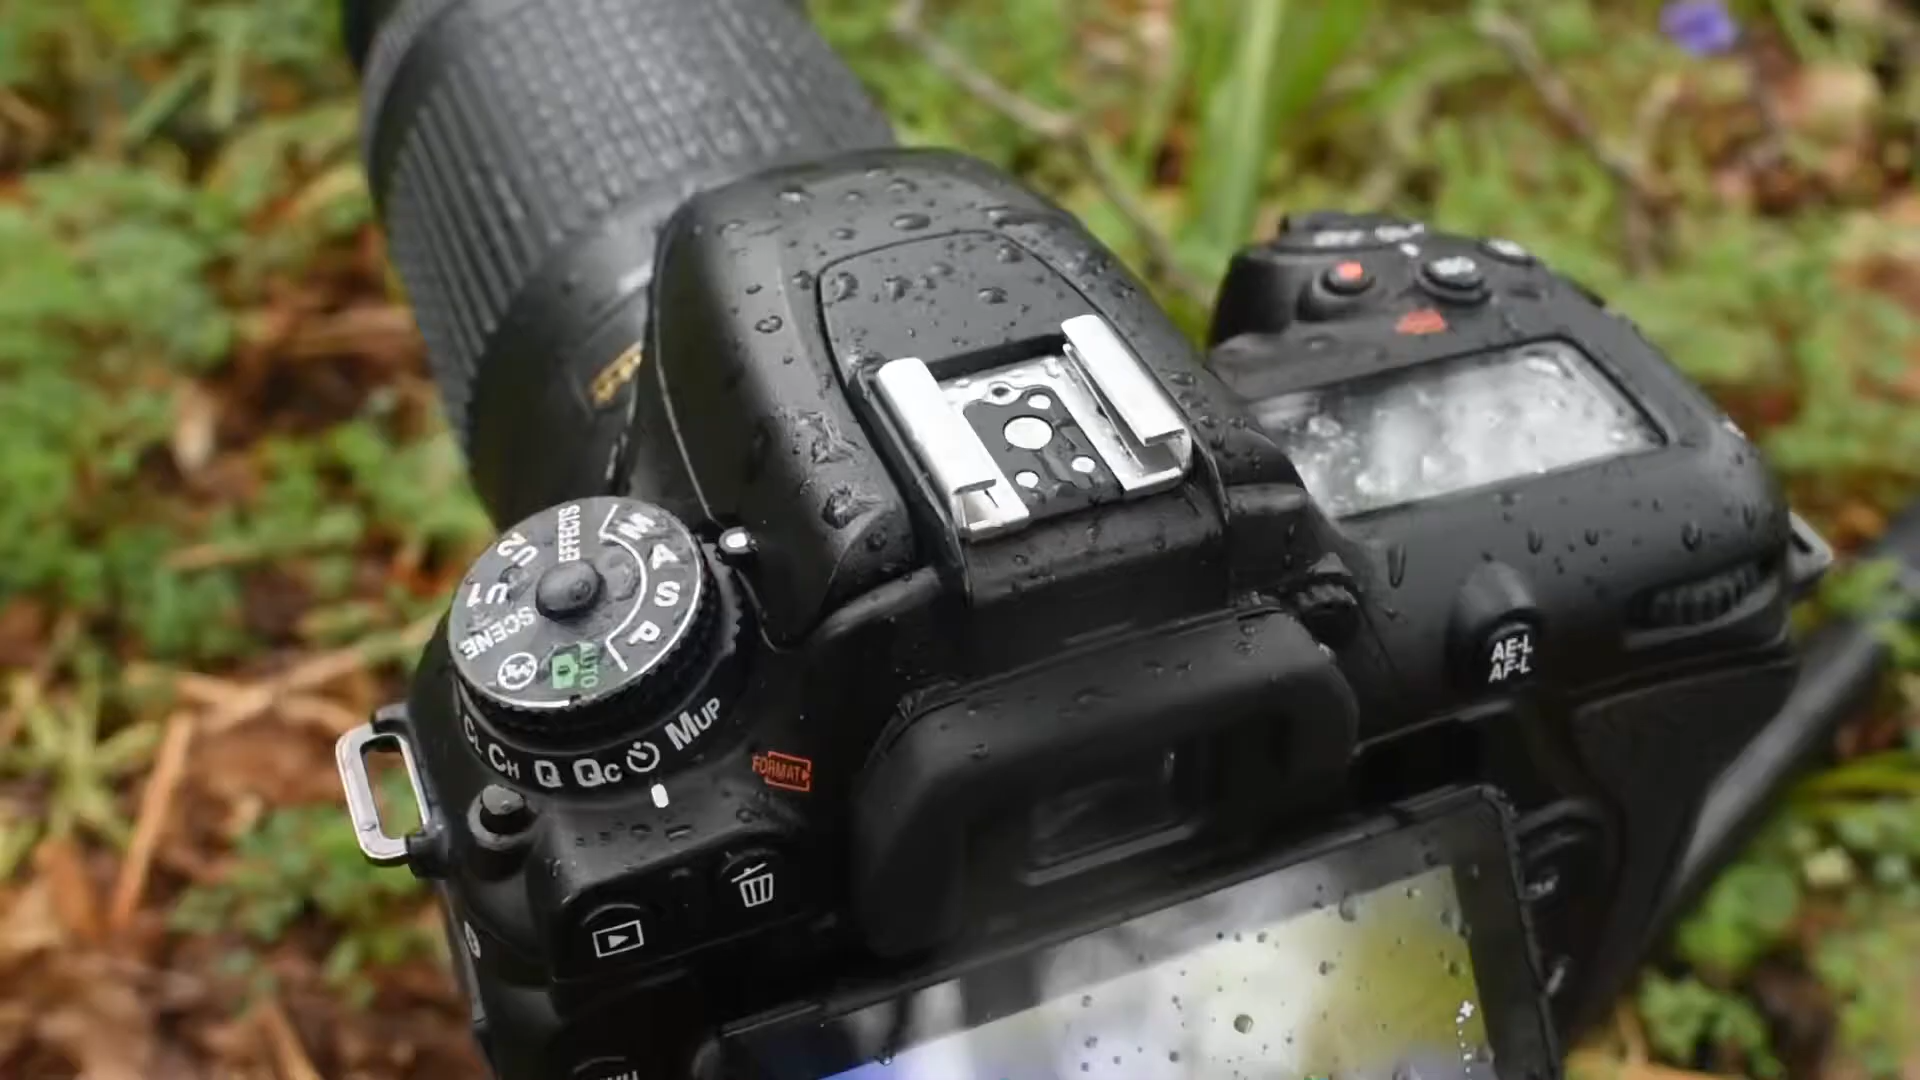 EFFECTS
M
A
S
P
AUTO
SCENE
U1
U2
CL
CH
Q
Qc
MUP
FORMAT
AE-L
AF-L